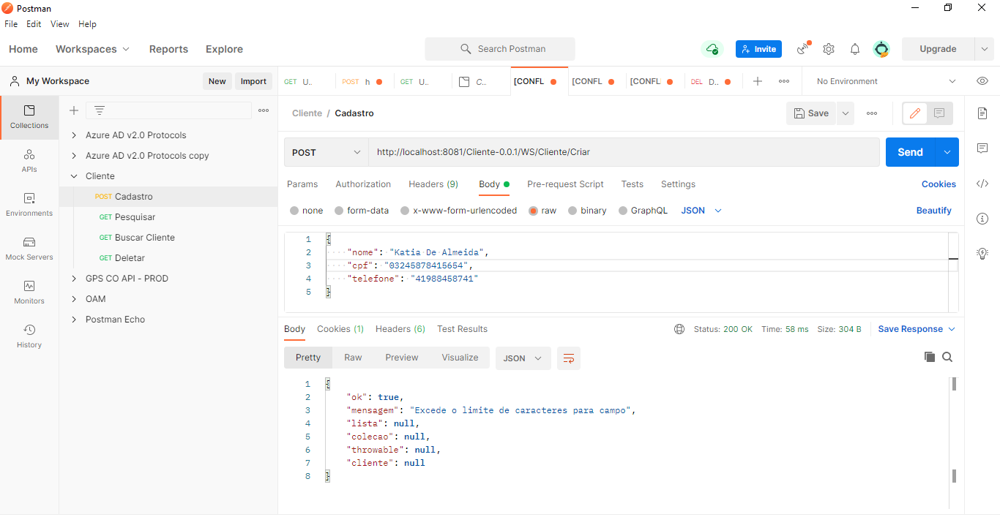 Postman
File Edit View Help
Home Workspaces Reports Explore
Search Postman
Invite
Upgrade
My Workspace
New Import
GET U..
POST h
GET U..
C..
[CONFL
[CONFL
[CONFL
DEL D..
No Environment
Collections
APIs
Environments
Mock Servers
Monitors
History
Azure AD v2.0 Protocols
Azure AD v2.0 Protocols copy
Cliente
POST Cadastro
GET Pesquisar
GET Buscar Cliente
GET Deletar
GPS CO API - PROD
OAM
Postman Echo
Cliente / Cadastro
Save
POST http://localhost:8081/Cliente-0.0.1/WS/Cliente/Criar
Send
Params Authorization Headers (9) Body Pre-request Script Tests Settings Cookies
none form-data x-www-form-urlencoded raw binary GraphQL JSON Beautify
1 {
2 "nome": "Katia De Almeida",
3 "cpf": "03245878415654",
4 "telefone": "41988458741"
5 }
Body Cookies (1) Headers (6) Test Results Status: 200 OK Time: 58 ms Size: 304 B Save Response
Pretty Raw Preview Visualize JSON
1 {
2 "ok": true,
3 "mensagem": "Excede o limite de caracteres para campo",
4 "lista": null,
5 "colecao": null,
6 "throwable": null,
7 "cliente": null
8 }